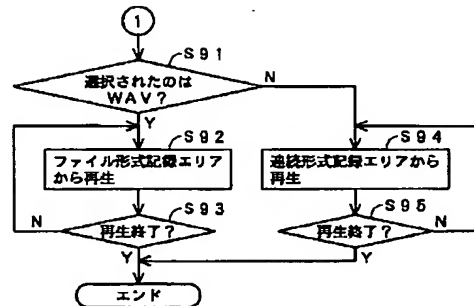 1
S91
選択されたのは
WAV?
N
Y
S92
S94
ファイル形式記録エリア
から再生
連続形式記録エリアから
再生
S93
S95
N
再生終了?
再生終了?
N
Y
Y
エンド